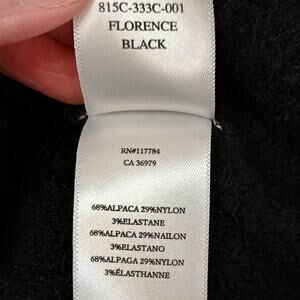 815C-333C-001
FLORENCE
BLACK
RN#117784
CA 36979
68%ALPACA 29%NYLON
3%ELASTANE
68%ALPACA 29%NAILON
3%ELASTANO
68%ALPAGA 29%NYLON
3%ÉLASTHANNE